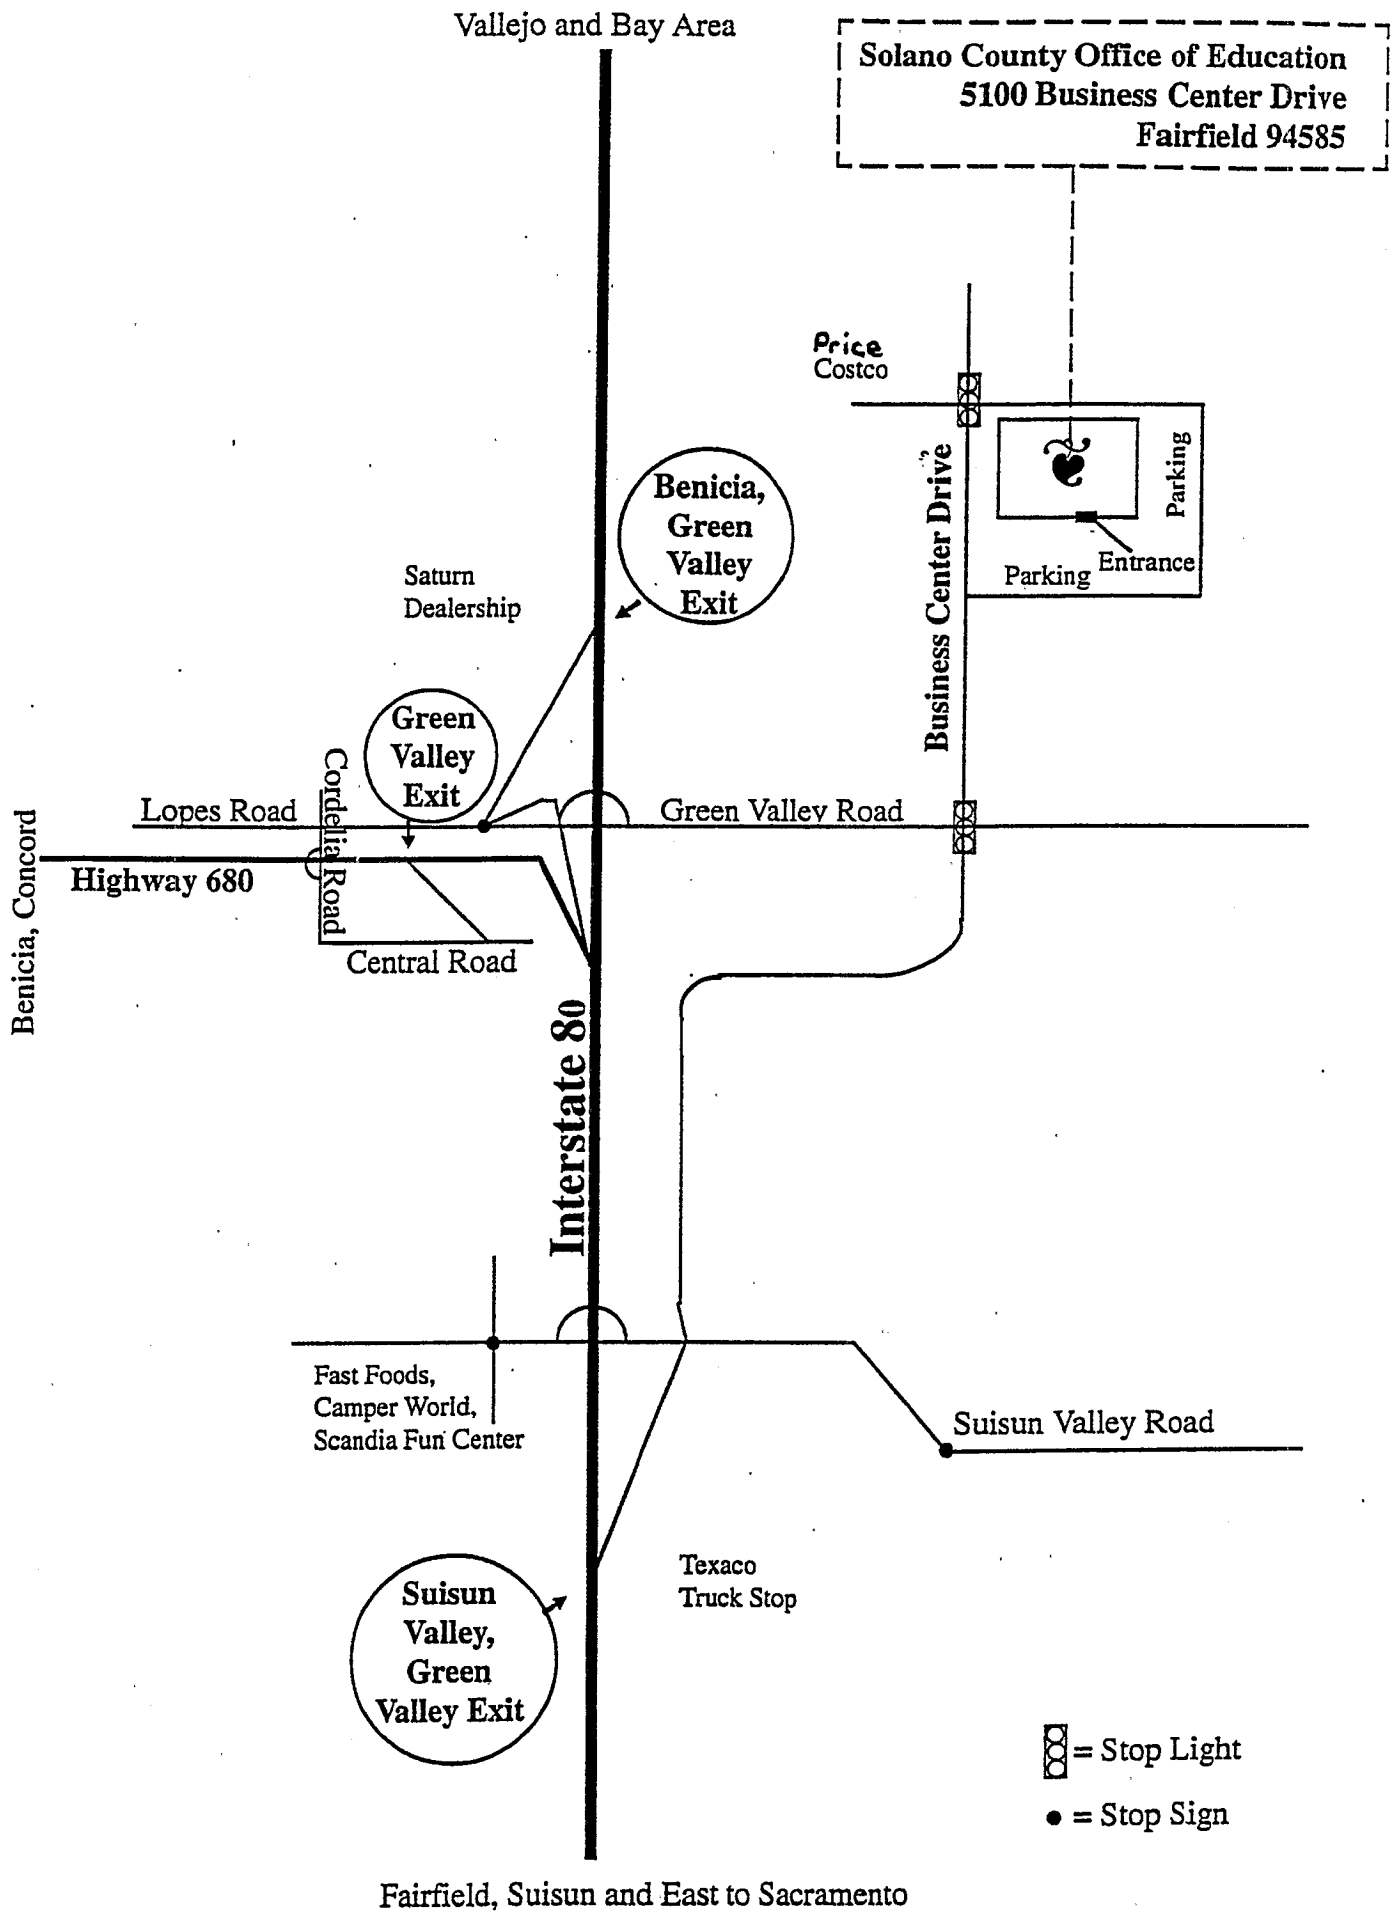 Vallejo and Bay Area
Solano County Office of Education
5100 Business Center Drive
Fairfield 94585
Price
Costco
Business Center Drive
Parking
Entrance
Parking
Benicia,
Green
Valley
Exit
Saturn
Dealership
Green
Valley
Exit
Cordelia Road
Lopes Road
Green Valley Road
Highway 680
Benicia, Concord
Central Road
Interstate 80
Fast Foods,
Camper World,
Scandia Fun Center
Suisun Valley Road
Texaco
Truck Stop
Suisun
Valley,
Green
Valley Exit
= Stop Light
= Stop Sign
Fairfield, Suisun and East to Sacramento